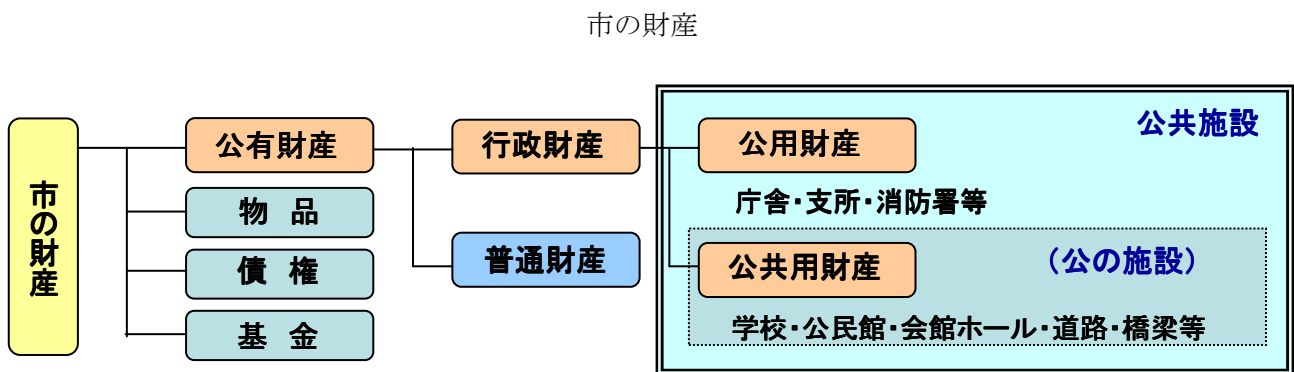 市の財産
公共施設
市の財産
公有財産
行政財産
公用財産
庁舎・支所・消防署等
物 品
普通財産
公共用財産
（公の施設）
債 権
学校・公民館・会館ホール・道路・橋梁等
基 金